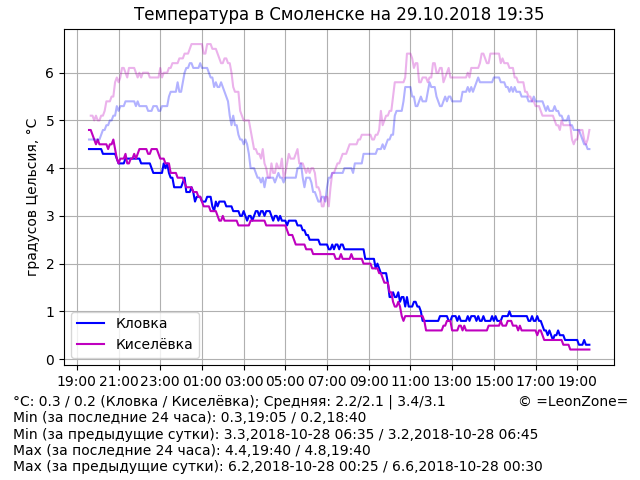 Температура в Смоленске на 29.10.2018 19:35
градусов Цельсия, °C
6
5
4
3
2
1
0
Кловка
Киселёвка
19:00 21:00 23:00 01:00 03:00 05:00 07:00 09:00 11:00 13:00 15:00 17:00 19:00
°C: 0.3 / 0.2 (Кловка / Киселёвка); Средняя: 2.2/2.1 | 3.4/3.1 © =LeonZone=
Min (за последние 24 часа): 0.3,19:05 / 0.2,18:40
Min (за предыдущие сутки): 3.3,2018-10-28 06:35 / 3.2,2018-10-28 06:45
Max (за последние 24 часа): 4.4,19:40 / 4.8,19:40
Max (за предыдущие сутки): 6.2,2018-10-28 00:25 / 6.6,2018-10-28 00:30